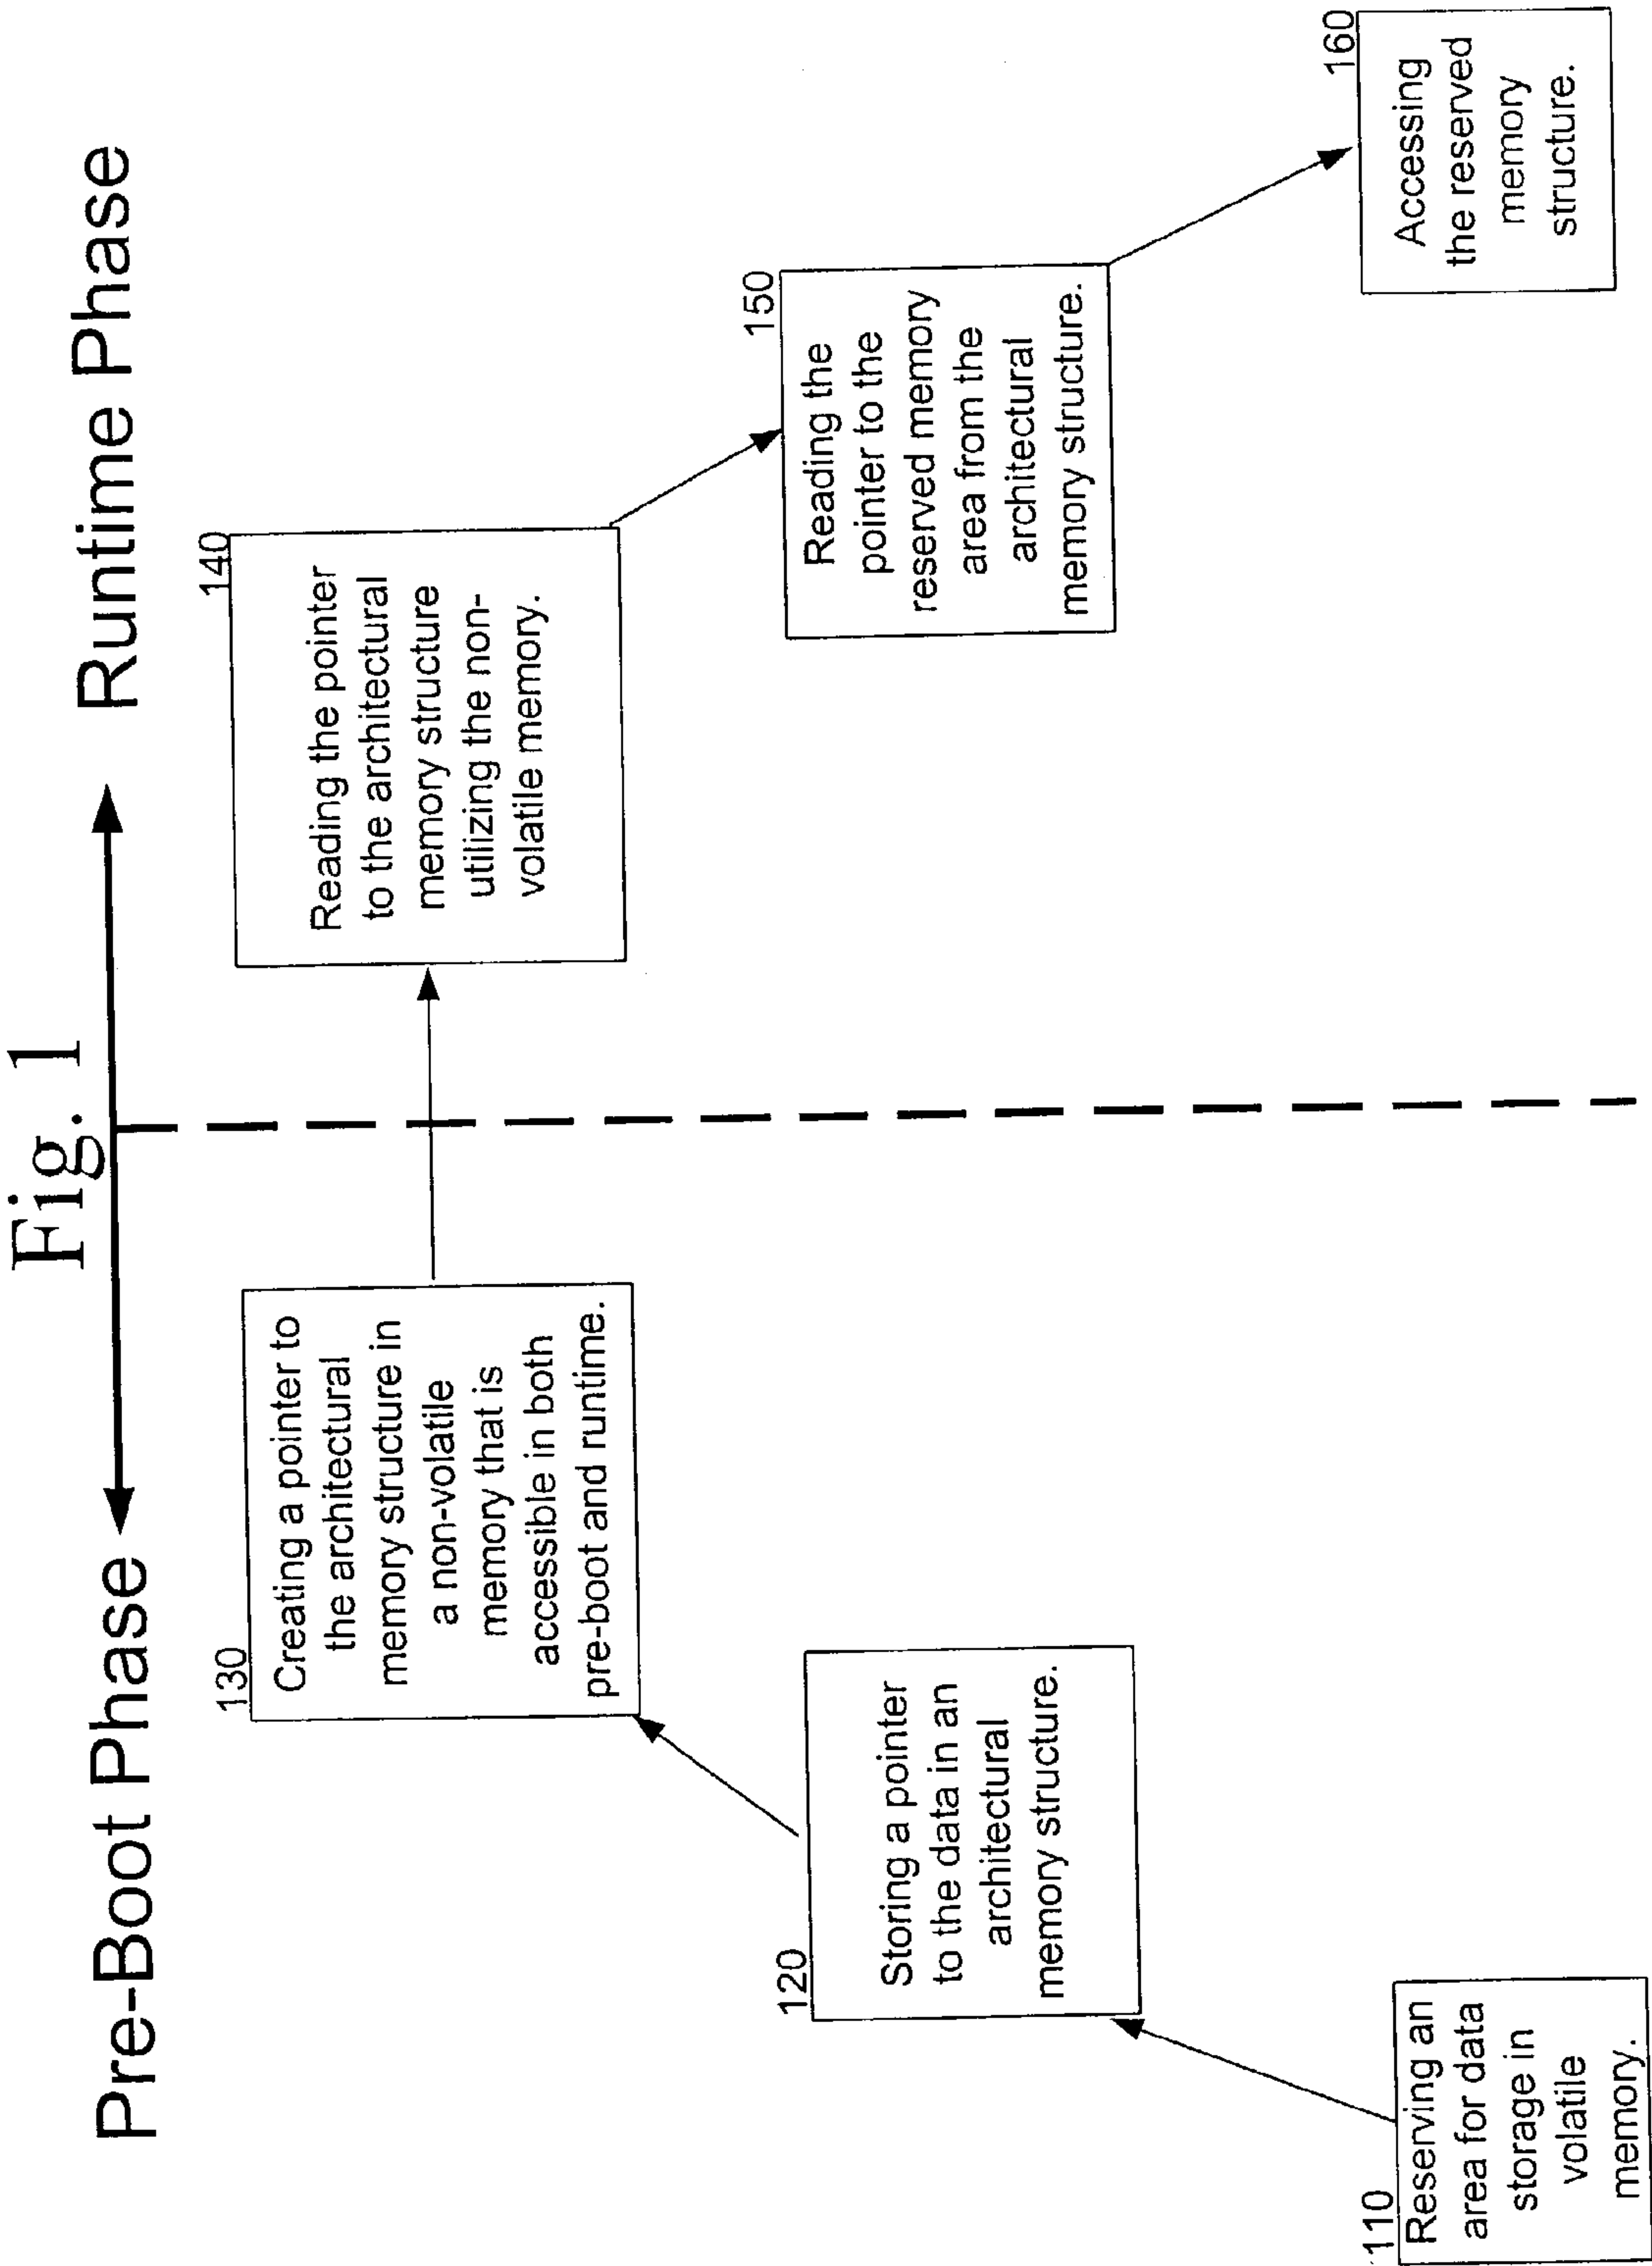 Fig. 1
Pre-Boot Phase
Runtime Phase
130
Creating a pointer to
the architectural
memory structure in
a non-volatile
memory that is
accessible in both
pre-boot and runtime.
140
Reading the pointer
to the architectural
memory structure
utilizing the non-
volatile memory.
120
Storing a pointer
to the data in an
architectural
memory structure.
150
Reading the
pointer to the
reserved memory
area from the
architectural
memory structure.
110
Reserving an
area for data
storage in
volatile
memory.
160
Accessing
the reserved
memory
structure.